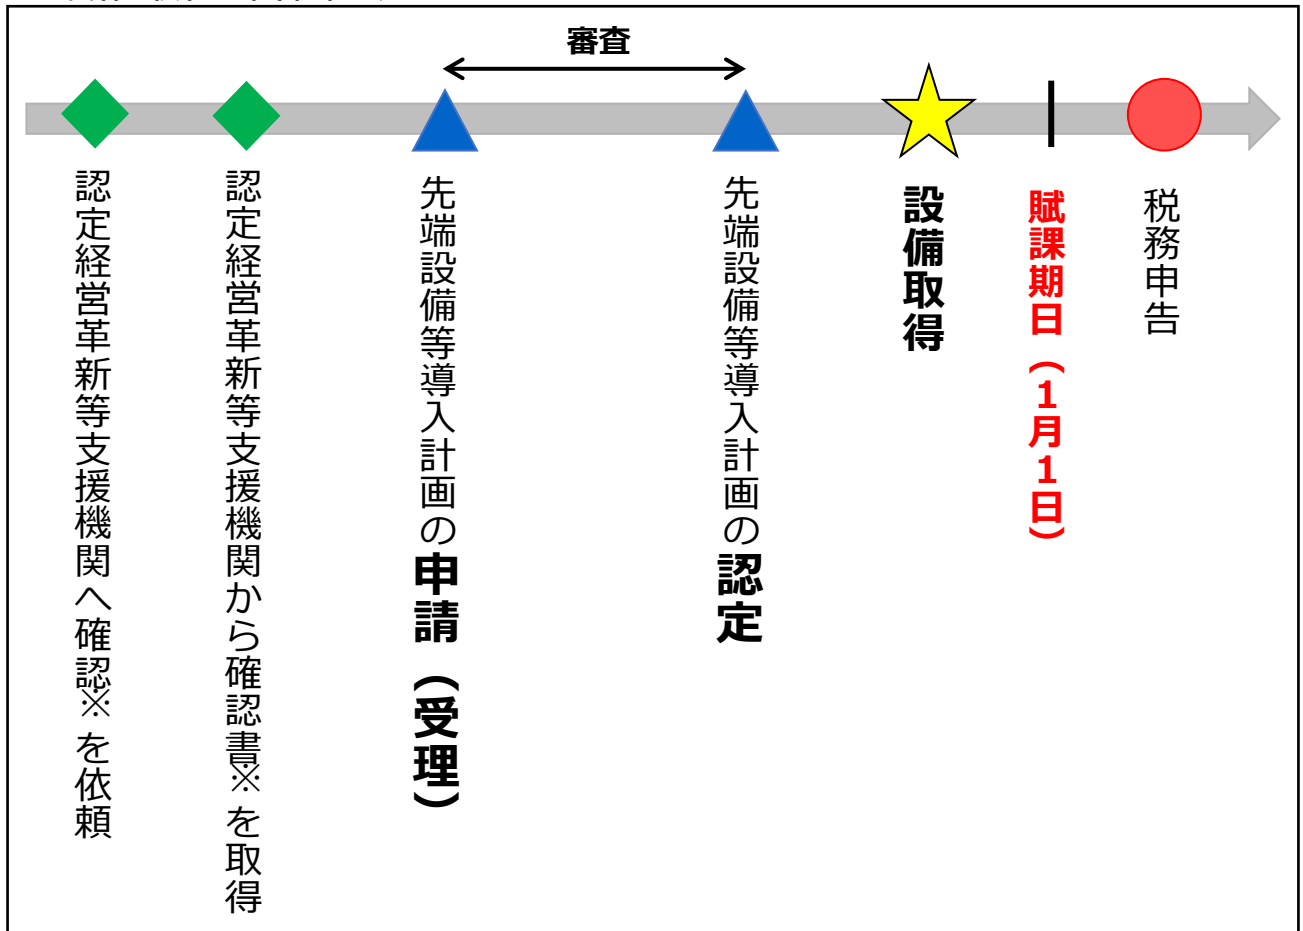 審査
認定経営革新等支援機関へ確認※を依頼
認定経営革新等支援機関から確認書※を取得
先端設備等導入計画の申請（受理）
先端設備等導入計画の認定
設備取得
賦課期日（１月１日）
税務申告